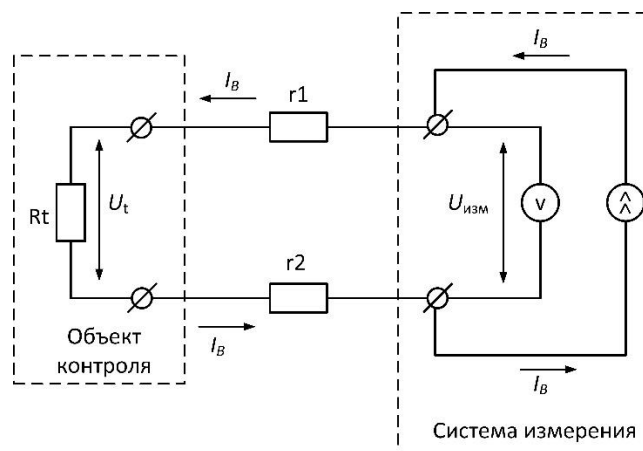 I_B
I_B
r1
Rt
U_t
U_изм
V
r2
Объект
контроля
I_B
I_B
Система измерения